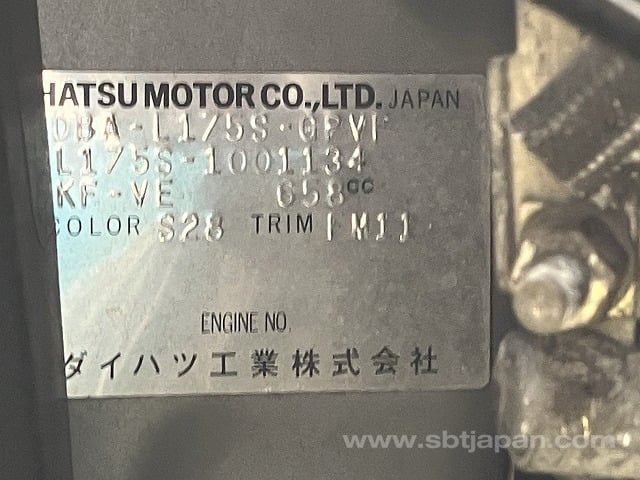 HATSU MOTOR CO.,LTD. JAPAN
DBA-L175S-GPVF
L175S-1001134
KF-VE 658cc
COLOR S28 TRIM FM11
ENGINE NO.
ダイハツ工業株式会社
www.sbtjapan.com